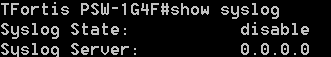 TFortis PSW-1G4F#show syslog
Syslog State: disable
Syslog Server: 0.0.0.0